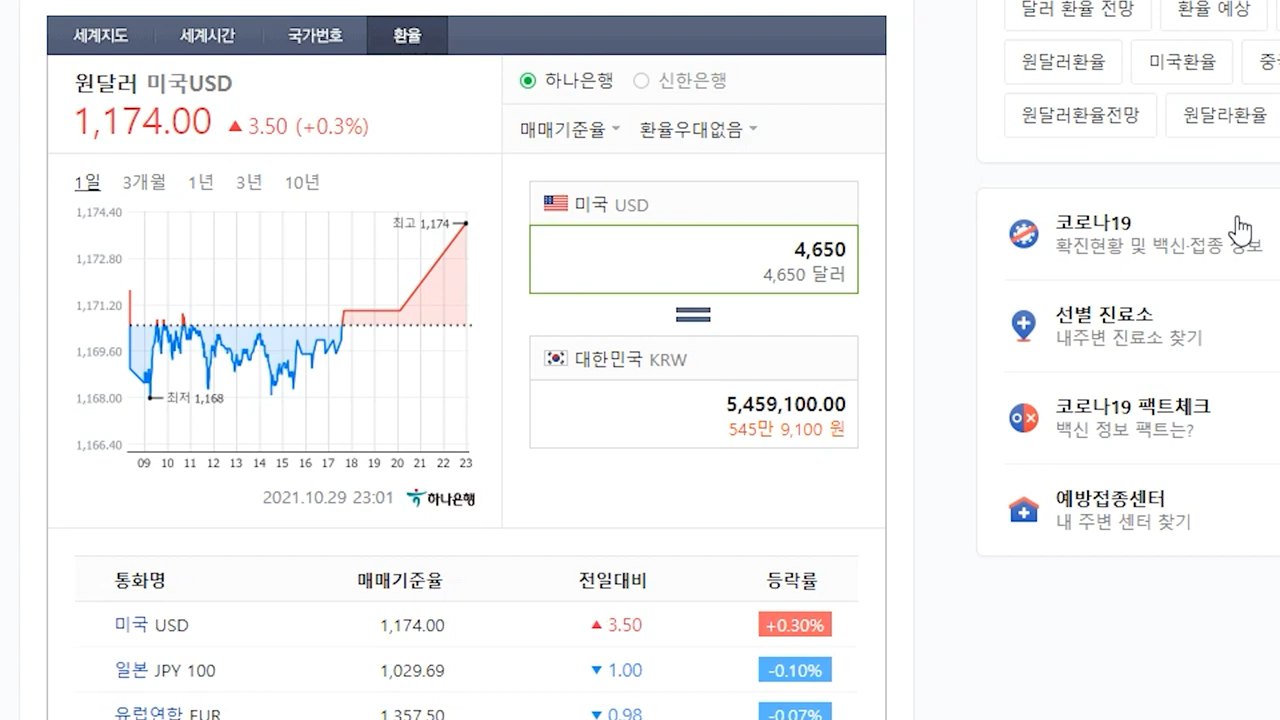 세계지도 세계시간 국가번호 환율
원달러 미국USD
1,174.00 ▲ 3.50 (+0.3%)
1일 3개월 1년 3년 10년
1,174.40
1,172.80
1,171.20
1,169.60
1,168.00
1,166.40
최고 1,174
최저 1,168
09 10 11 12 13 14 15 16 17 18 19 20 21 22 23
2021.10.29 23:01 하나은행
하나은행 신한은행
매매기준율 환율우대없음
미국 USD
4,650
4,650 달러
대한민국 KRW
5,459,100.00
545만 9,100 원
통화명 매매기준율 전일대비 등락률
미국 USD 1,174.00 ▲ 3.50 +0.30%
일본 JPY 100 1,029.69 ▼ 1.00 -0.10%
유럽연합 EUR 1,357.50 ▼ 0.98 -0.07%
달러 환율 전망 환율 예상
원달러환율 미국환율
원달러환율전망 원달라환율
코로나19
확진현황 및 백신·접종 정보
선별 진료소
내주변 진료소 찾기
코로나19 팩트체크
백신 정보 팩트는?
예방접종센터
내 주변 센터 찾기